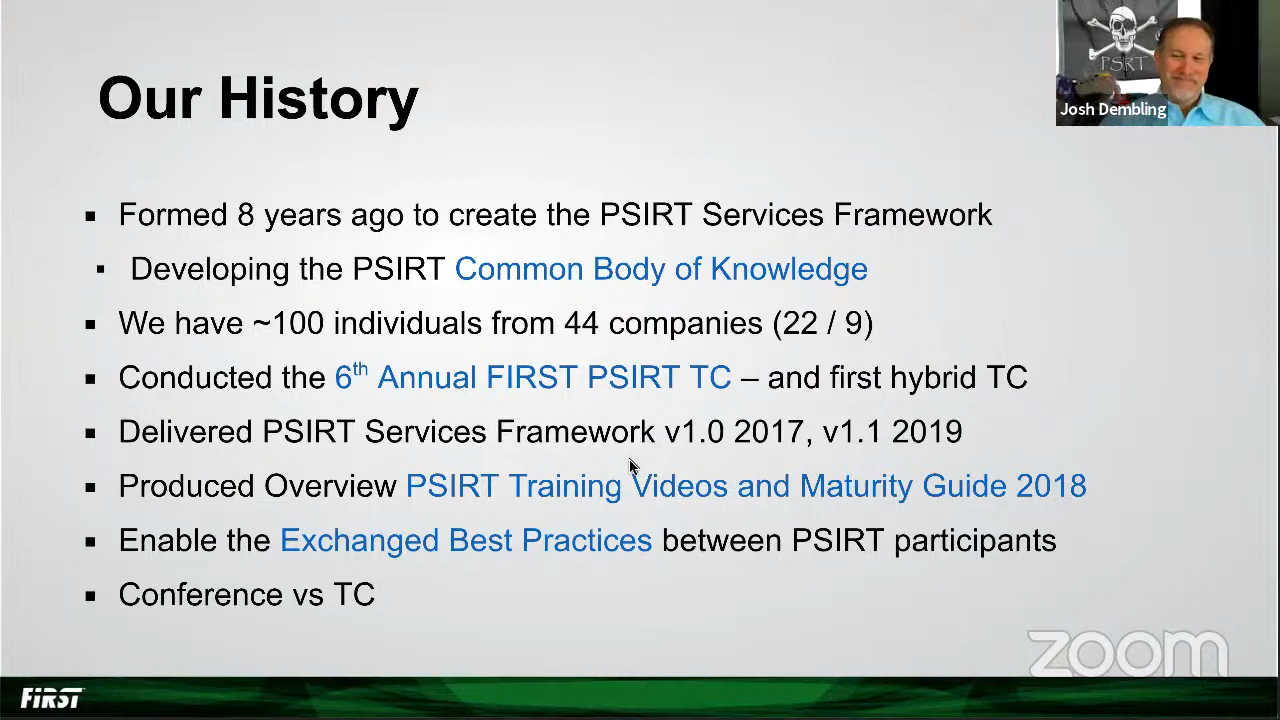 PSIRT
Josh Dembling
Our History
Formed 8 years ago to create the PSIRT Services Framework
Developing the PSIRT Common Body of Knowledge
We have ~100 individuals from 44 companies (22 / 9)
Conducted the 6th Annual FIRST PSIRT TC – and first hybrid TC
Delivered PSIRT Services Framework v1.0 2017, v1.1 2019
Produced Overview PSIRT Training Videos and Maturity Guide 2018
Enable the Exchanged Best Practices between PSIRT participants
Conference vs TC
zoom
FIRST